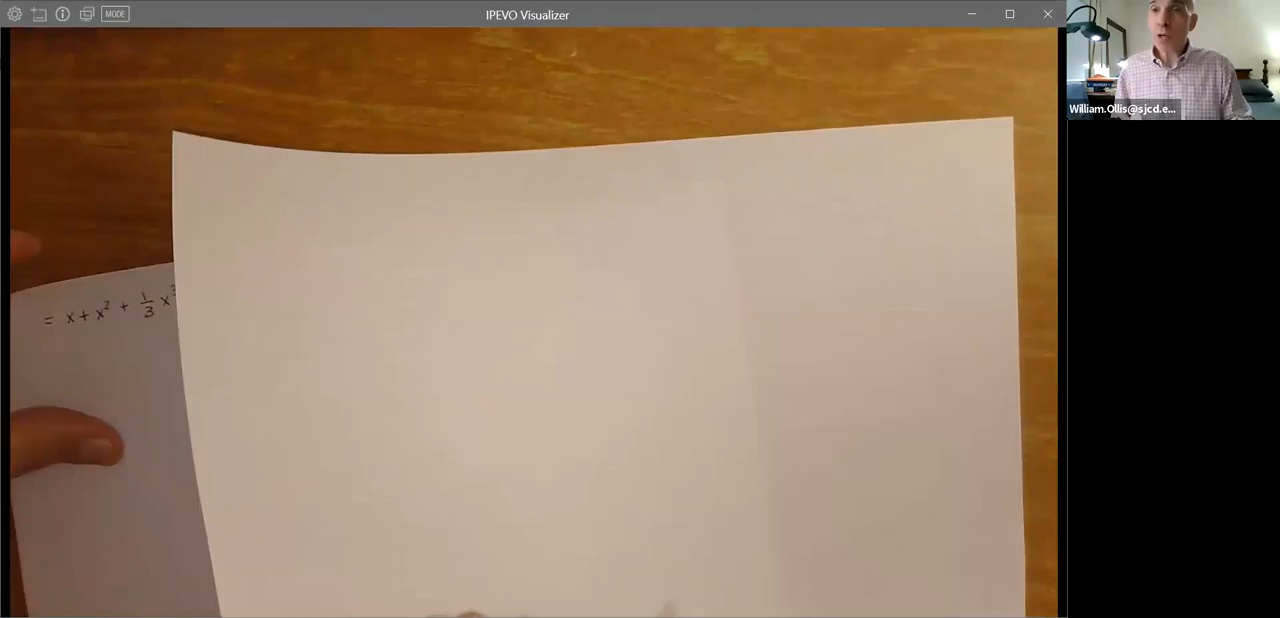 MODE
IPEVO Visualizer
William.Ollis@sjcd.e...
= x + x² + 1/3 x³